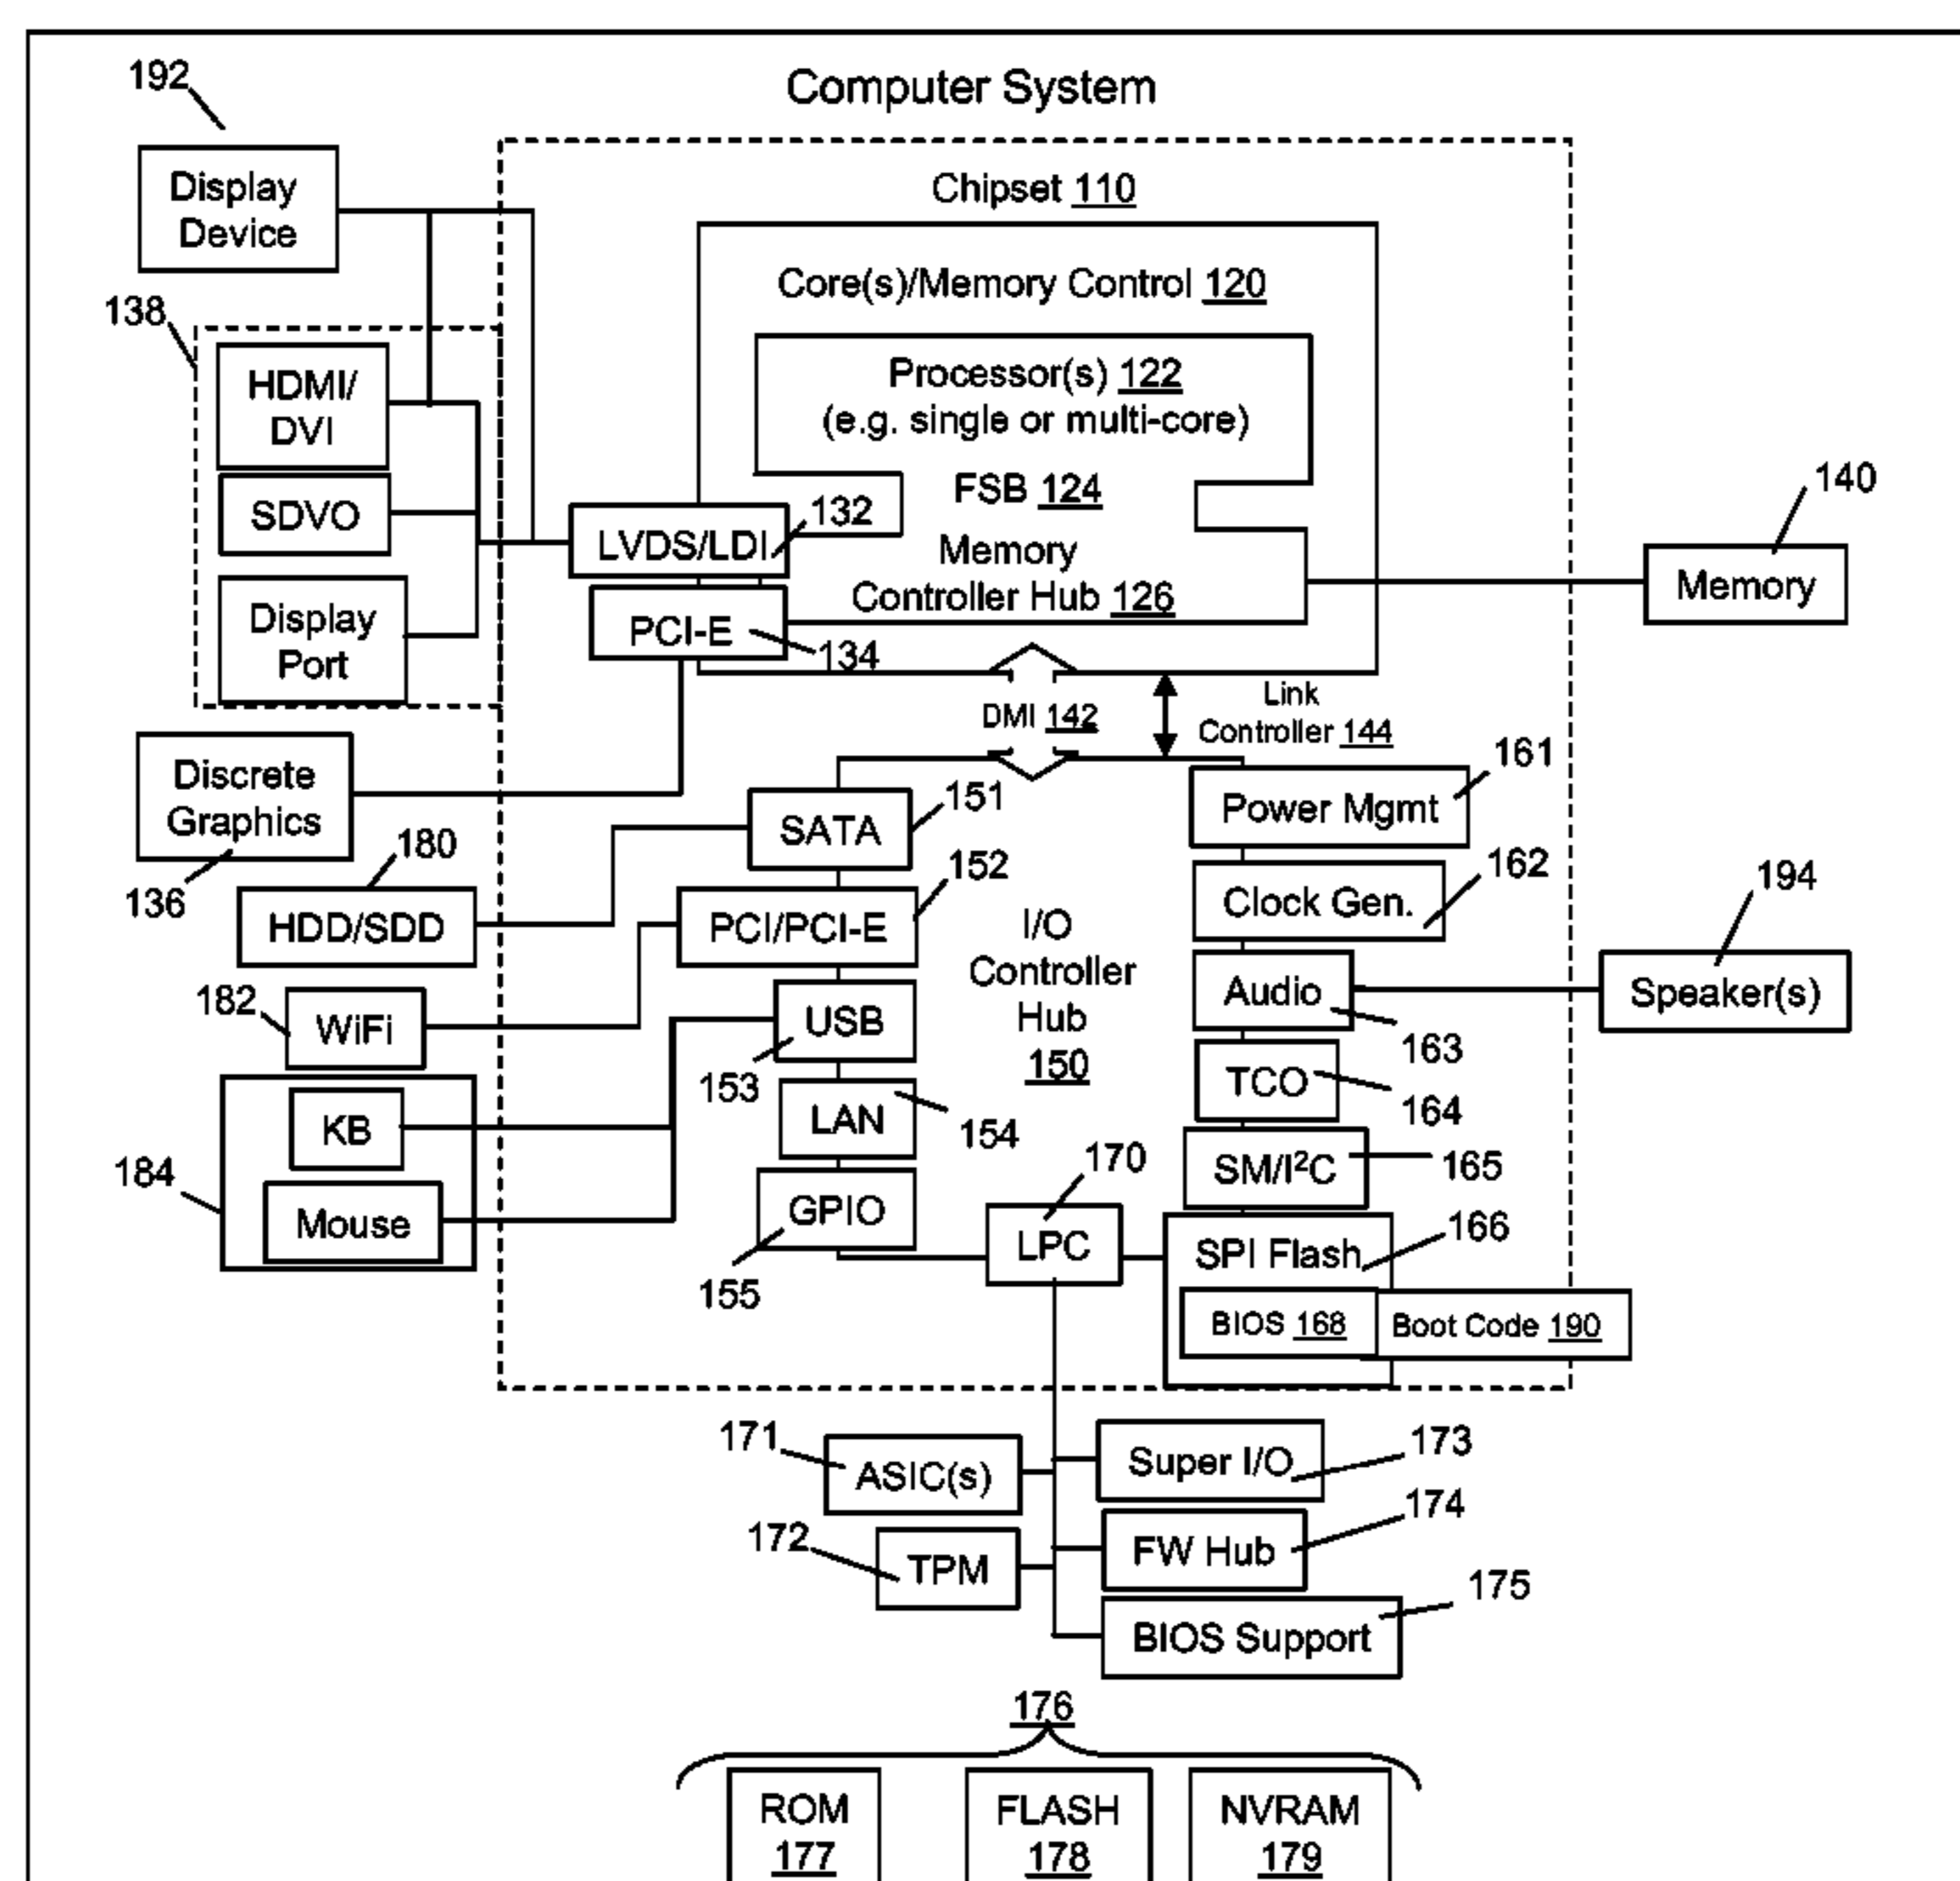 Computer System
192
Display
Device
Chipset 110
Core(s)/Memory Control 120
138
HDMI/
DVI
Processor(s) 122
(e.g. single or multi-core)
SDVO
FSB 124
140
LVDS/LDI
132
Memory
Controller Hub 126
Memory
Display
Port
PCI-E
134
DMI 142
Link
Controller 144
Discrete
Graphics
136
161
Power Mgmt
151
SATA
180
HDD/SDD
152
PCI/PCI-E
162
Clock Gen.
I/O
Controller
Hub
150
194
Speaker(s)
Audio
163
182
WiFi
USB
153
TCO
164
KB
LAN
154
184
Mouse
SM/I²C
165
GPIO
155
170
LPC
SPI Flash
166
BIOS 168
Boot Code 190
171
ASIC(s)
Super I/O
173
172
TPM
FW Hub
174
BIOS Support
175
176
ROM
177
FLASH
178
NVRAM
179